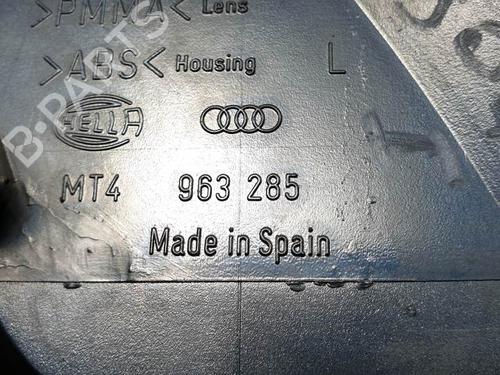 >PMMA< Lens
>ABS< Housing L
HELLA
MT4 963 285
Made in Spain
B-PARTS